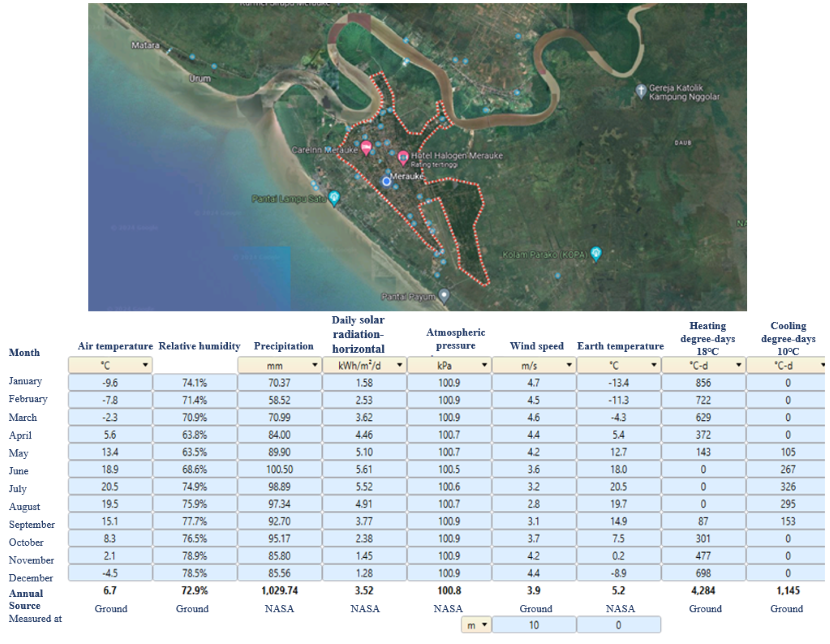 Matara
Urum
Gereja Katolik
Kampung Nggolar
CareInn Merauke
Hotel Halogen Merauke
Rating tertinggi
Merauke
DAUB
Pantai Lampu Satu
Kolam Parako (KOPA)
Pantai Payum
Month Air temperature Relative humidity Precipitation Daily solar radiation- horizontal Atmospheric pressure Wind speed Earth temperature Heating degree-days 18°C Cooling degree-days 10°C
°C mm kWh/m²/d kPa m/s °C °C-d °C-d
January -9.6 74.1% 70.37 1.58 100.9 4.7 -13.4 856 0
February -7.8 71.4% 58.52 2.53 100.9 4.5 -11.3 722 0
March -2.3 70.9% 70.99 3.62 100.9 4.6 -4.3 629 0
April 5.6 63.8% 84.00 4.46 100.7 4.4 5.4 372 0
May 13.4 63.5% 89.90 5.10 100.7 4.2 12.7 143 105
June 18.9 68.6% 100.50 5.61 100.5 3.6 18.0 0 267
July 20.5 74.9% 98.89 5.52 100.6 3.2 20.5 0 326
August 19.5 75.9% 97.34 4.91 100.7 2.8 19.7 0 295
September 15.1 77.7% 92.70 3.77 100.9 3.1 14.9 87 153
October 8.3 76.5% 95.17 2.38 100.9 3.7 7.5 301 0
November 2.1 78.9% 85.80 1.45 100.9 4.2 0.2 477 0
December -4.5 78.5% 85.56 1.28 100.9 4.4 -8.9 698 0
Annual 6.7 72.9% 1,029.74 3.52 100.8 3.9 5.2 4,284 1,145
Source Ground Ground NASA NASA NASA Ground NASA Ground Ground
Measured at m 10 0